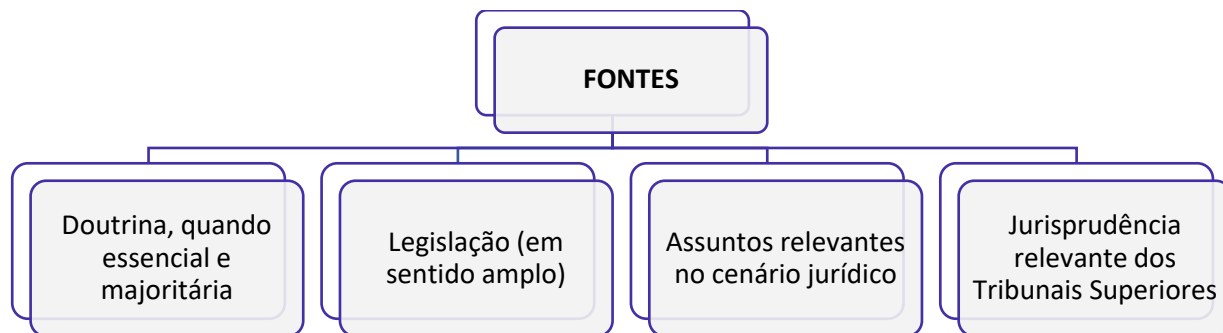 FONTES
Doutrina, quando
essencial e
majoritária
Legislação (em
sentido amplo)
Assuntos relevantes
no cenário jurídico
Jurisprudência
relevante dos
Tribunais Superiores